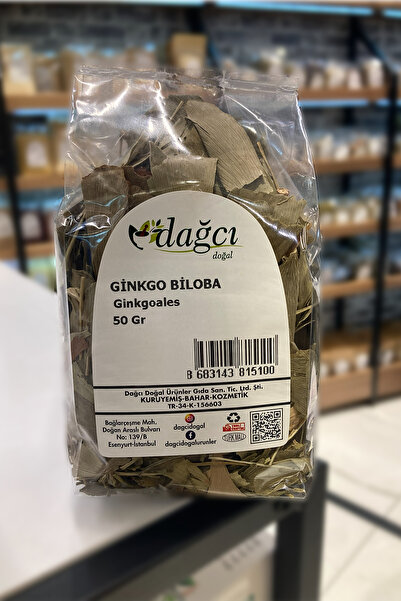 dağcı
doğal
GİNKGO BİLOBA
Ginkgoales
50 Gr
8 683143 815100
Dağcı Doğal Ürünler Gıda San. Tic. Ltd. Şti.
KURUYEMİŞ-BAHAR-KOZMETİK
TR-34-K-156603
Bağlarçeşme Mah.
Doğan Araslı Bulvarı
No: 139/B
Esenyurt-İstanbul
dagcidogal
dagcidogalurunler